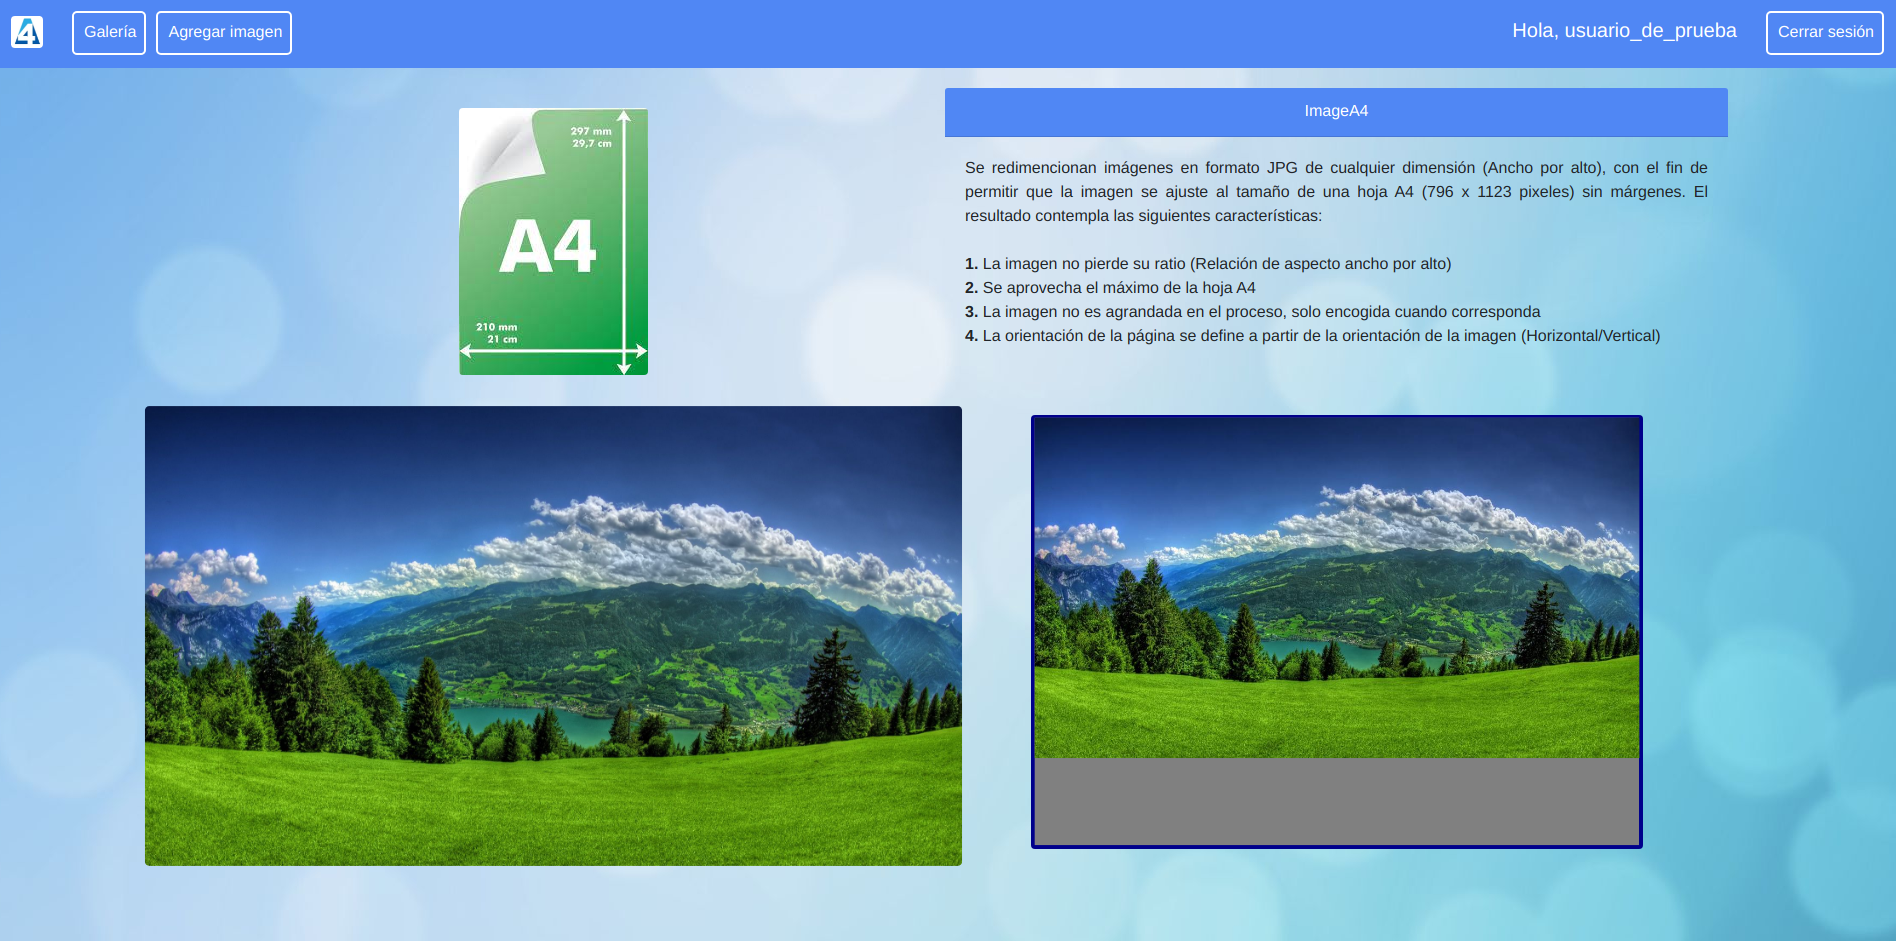 4
Galería
Agregar imagen
Hola, usuario_de_prueba
Cerrar sesión
297 mm
29,7 cm
A4
210 mm
21 cm
ImageA4
Se redimencionan imágenes en formato JPG de cualquier dimensión (Ancho por alto), con el fin de
permitir que la imagen se ajuste al tamaño de una hoja A4 (796 x 1123 pixeles) sin márgenes. El
resultado contempla las siguientes características:
1. La imagen no pierde su ratio (Relación de aspecto ancho por alto)
2. Se aprovecha el máximo de la hoja A4
3. La imagen no es agrandada en el proceso, solo encogida cuando corresponda
4. La orientación de la página se define a partir de la orientación de la imagen (Horizontal/Vertical)